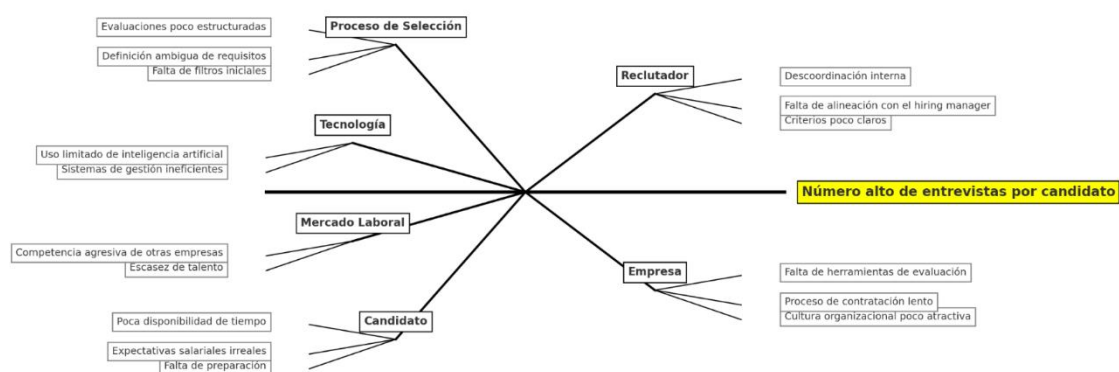 Proceso de Selección
Evaluaciones poco estructuradas
Definición ambigua de requisitos
Falta de filtros iniciales
Tecnología
Uso limitado de inteligencia artificial
Sistemas de gestión ineficientes
Mercado Laboral
Competencia agresiva de otras empresas
Escasez de talento
Candidato
Poca disponibilidad de tiempo
Expectativas salariales irreales
Falta de preparación
Reclutador
Descoordinación interna
Falta de alineación con el hiring manager
Criterios poco claros
Número alto de entrevistas por candidato
Empresa
Falta de herramientas de evaluación
Proceso de contratación lento
Cultura organizacional poco atractiva